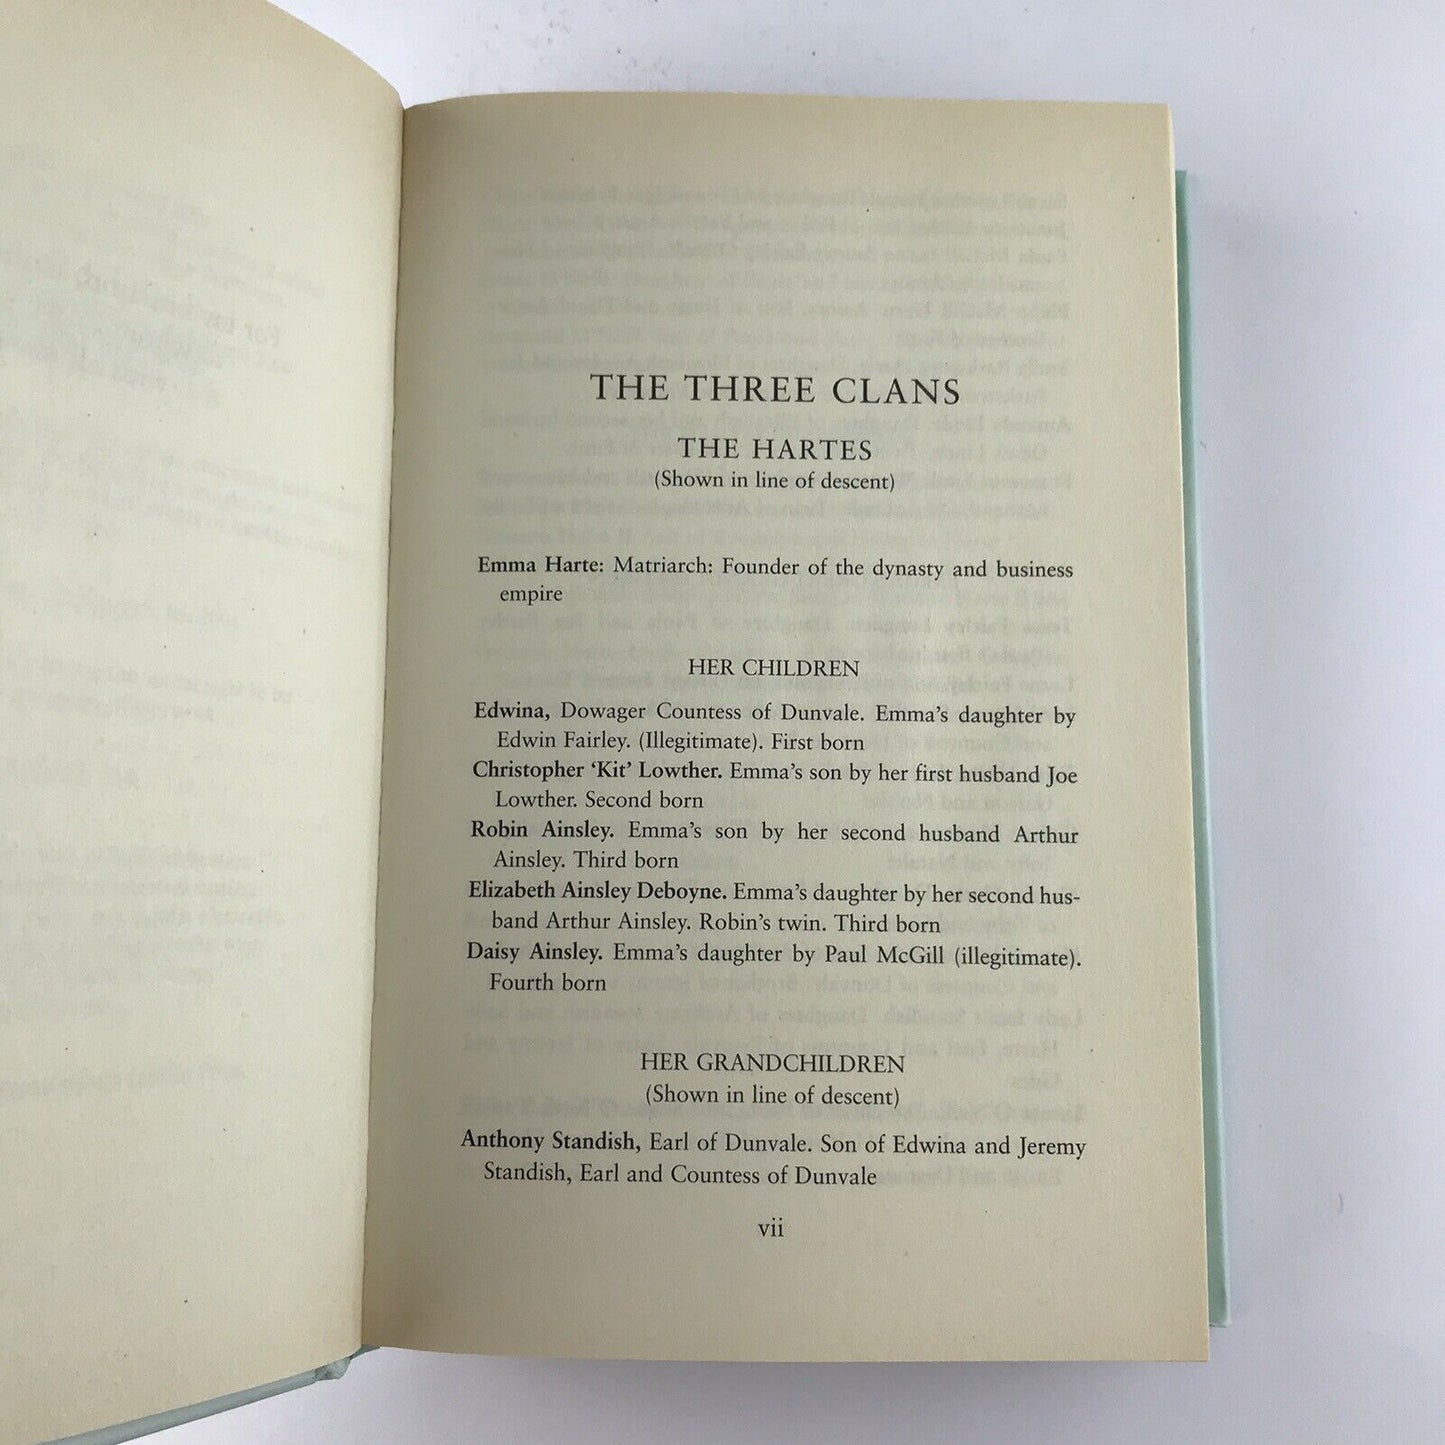 THE THREE CLANS
THE HARTES
(Shown in line of descent)
Emma Harte: Matriarch: Founder of the dynasty and business
empire
HER CHILDREN
Edwina, Dowager Countess of Dunvale. Emma's daughter by
Edwin Fairley. (Illegitimate). First born
Christopher 'Kit' Lowther. Emma's son by her first husband Joe
Lowther. Second born
Robin Ainsley. Emma's son by her second husband Arthur
Ainsley. Third born
Elizabeth Ainsley Deboyne. Emma's daughter by her second hus-
band Arthur Ainsley. Robin's twin. Third born
Daisy Ainsley. Emma's daughter by Paul McGill (illegitimate).
Fourth born
HER GRANDCHILDREN
(Shown in line of descent)
Anthony Standish, Earl of Dunvale. Son of Edwina and Jeremy
Standish, Earl and Countess of Dunvale
vii